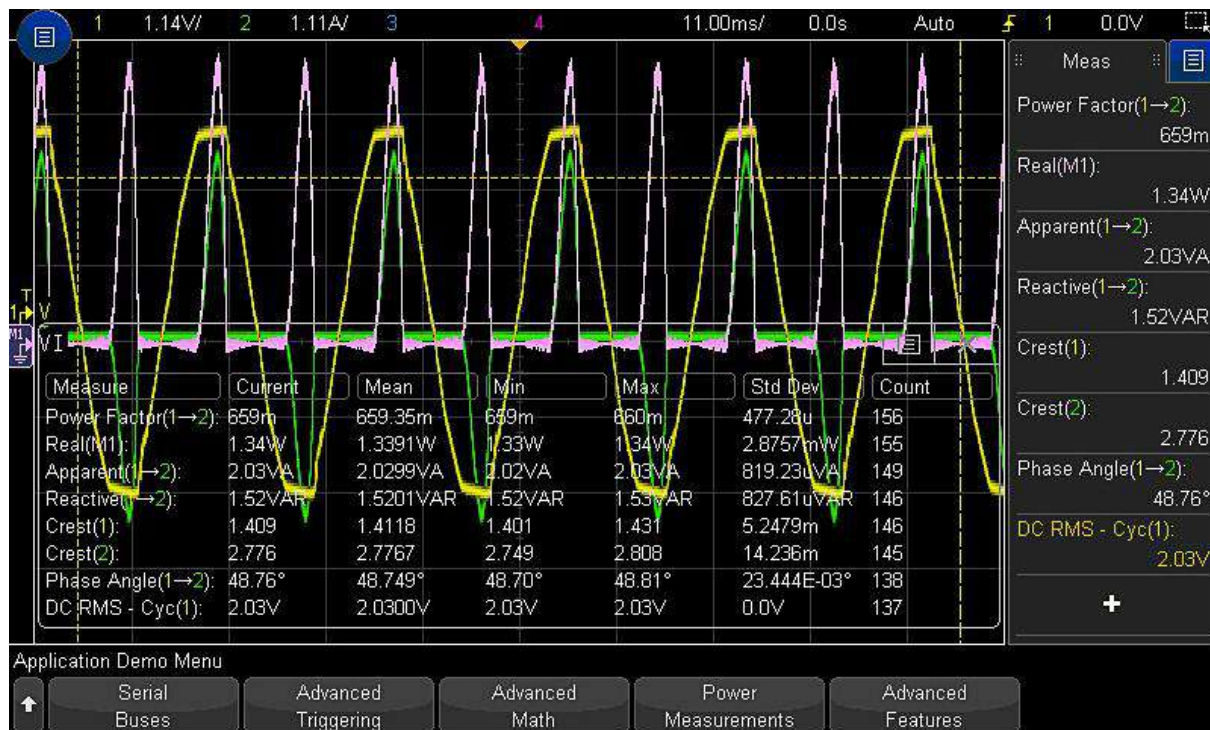 1 1.14V/ 2 1.11A/ 3 4 11.00ms/ 0.0s Auto 1 0.0V
Meas
Power Factor(1→2):
659m
Real(M1):
1.34W
Apparent(1→2):
2.03VA
Reactive(1→2):
1.52VAR
Crest(1):
1.409
Crest(2):
2.776
Phase Angle(1→2):
48.76°
DC RMS - Cyc(1):
2.03V
+
T
1 V
M1 VI
Measure Current Mean Min Max Std Dev Count
Power Factor(1→2): 659m 659.35m 659m 660m 477.28u 156
Real(M1): 1.34W 1.3391W 1.33W 1.34W 2.8757mW 155
Apparent(1→2): 2.03VA 2.0299VA 2.02VA 2.03VA 819.23uVA 149
Reactive(1→2): 1.52VAR 1.5201VAR 1.52VAR 1.53VAR 827.61uVAR 146
Crest(1): 1.409 1.4118 1.401 1.431 5.2479m 146
Crest(2): 2.776 2.7767 2.749 2.808 14.236m 145
Phase Angle(1→2): 48.76° 48.749° 48.70° 48.81° 23.444E-03° 138
DC RMS - Cyc(1): 2.03V 2.0300V 2.03V 2.03V 0.0V 137
Application Demo Menu
Serial Buses
Advanced Triggering
Advanced Math
Power Measurements
Advanced Features